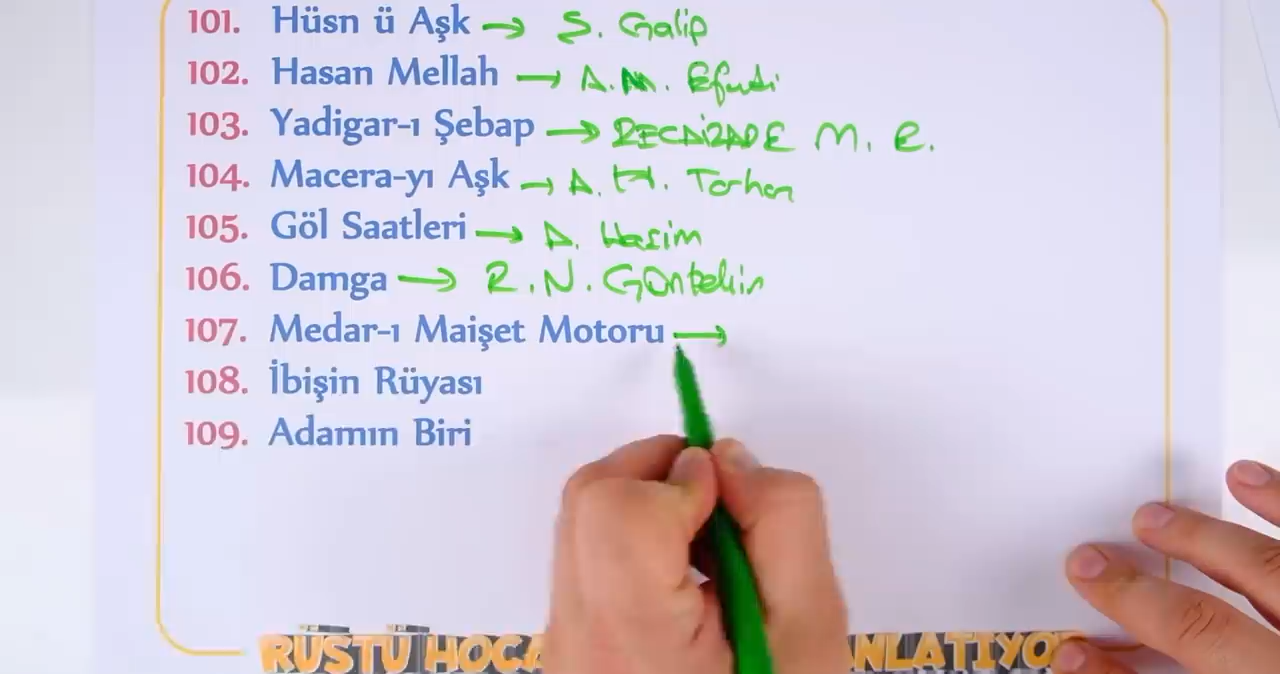 101. Hüsn ü Aşk → Ş. Galip
102. Hasan Mellah → A.M. Efendi
103. Yadigar-ı Şebap → RECAİZADE M. E.
104. Macera-yı Aşk → A. H. Tarhan
105. Göl Saatleri → A. Haşim
106. Damga → R.N. Güntekin
107. Medar-ı Maişet Motoru →
108. İbişin Rüyası
109. Adamın Biri
RÜŞTÜ HOCA